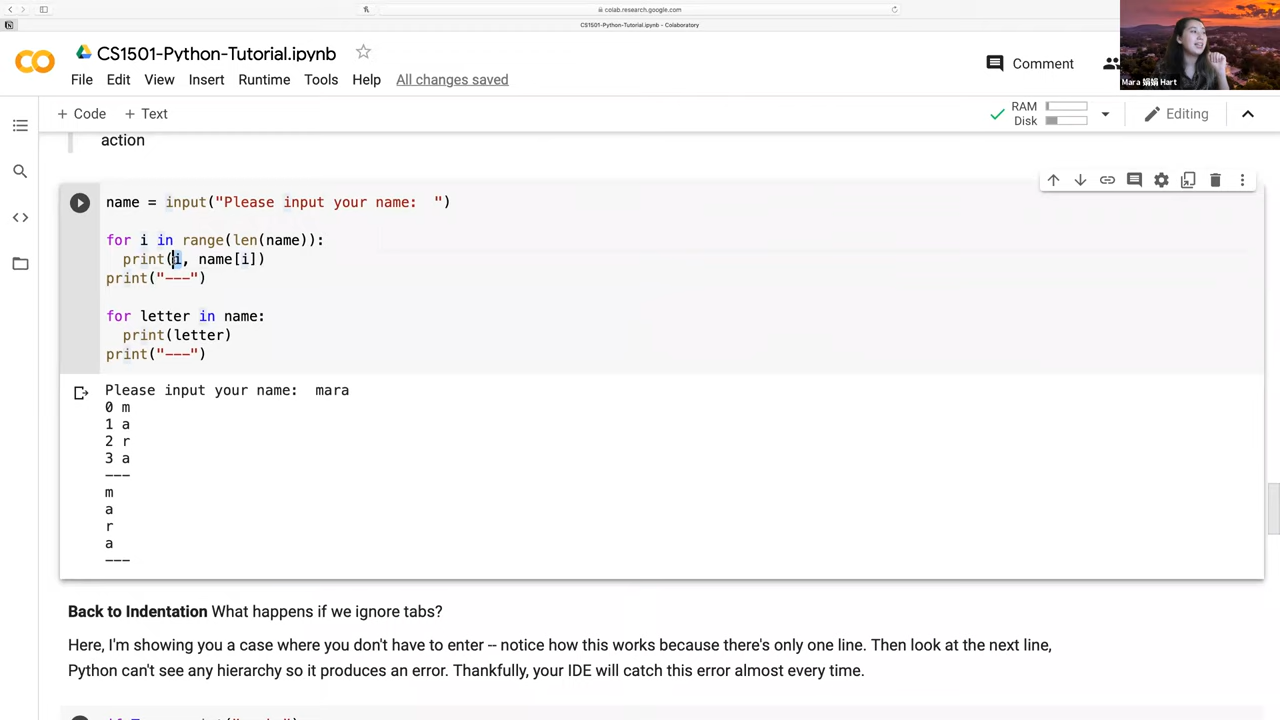 colab.research.google.com
CS1501-Python-Tutorial.ipynb - Colaboratory
CS1501-Python-Tutorial.ipynb
File Edit View Insert Runtime Tools Help All changes saved
Comment
Mara 娟娟 Hart
+ Code + Text
RAM
Disk
Editing
action
name = input("Please input your name:  ")
for i in range(len(name)):
  print(i, name[i])
print("---")
for letter in name:
  print(letter)
print("---")
Please input your name:  mara
0 m
1 a
2 r
3 a
---
m
a
r
a
---
Back to Indentation What happens if we ignore tabs?
Here, I'm showing you a case where you don't have to enter -- notice how this works because there's only one line. Then look at the next line,
Python can't see any hierarchy so it produces an error. Thankfully, your IDE will catch this error almost every time.